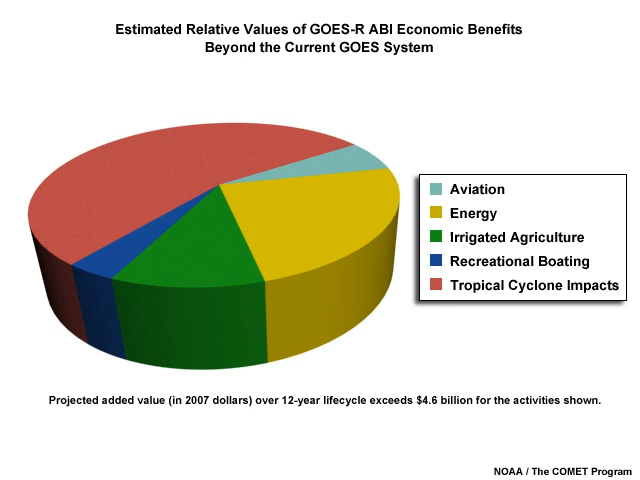 Estimated Relative Values of GOES-R ABI Economic Benefits
Beyond the Current GOES System
Aviation
Energy
Irrigated Agriculture
Recreational Boating
Tropical Cyclone Impacts
Projected added value (in 2007 dollars) over 12-year lifecycle exceeds $4.6 billion for the activities shown.
NOAA / The COMET Program